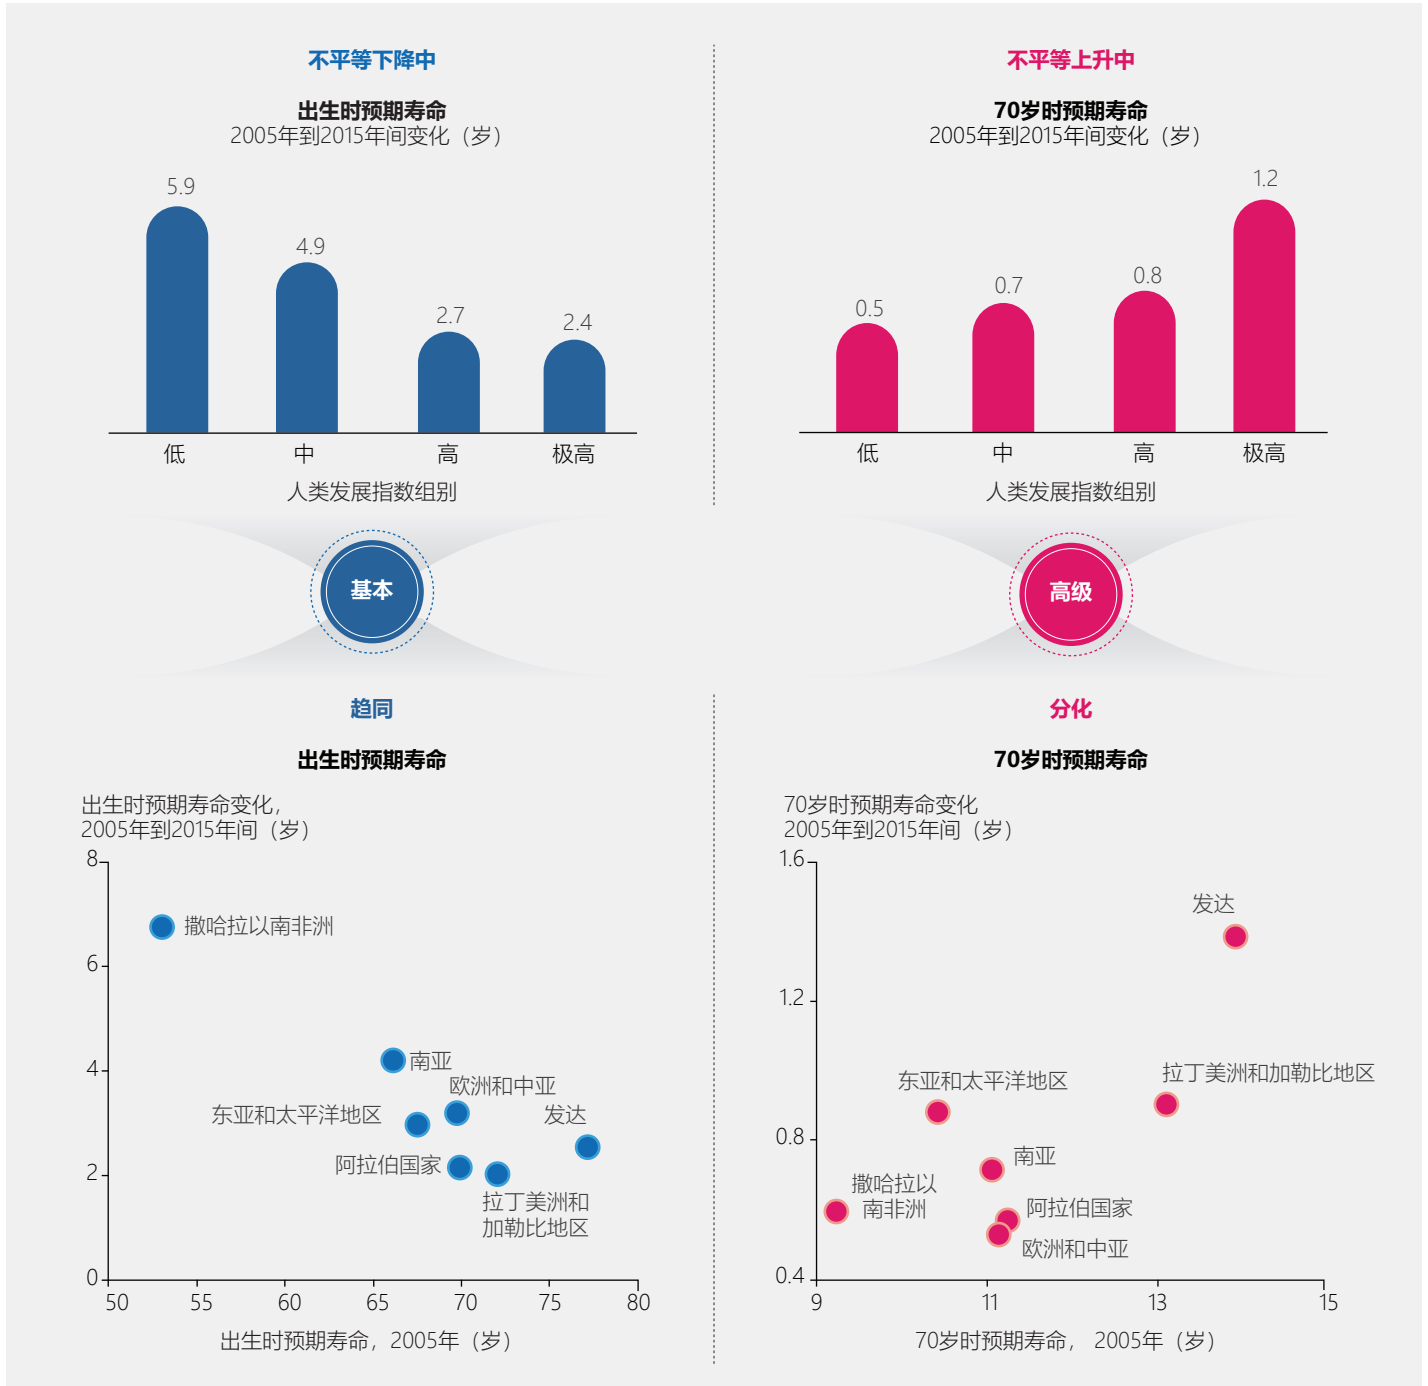 不平等下降中
出生时预期寿命
2005年到2015年间变化（岁）
5.9
4.9
2.7
2.4
低
中
高
极高
人类发展指数组别
不平等上升中
70岁时预期寿命
2005年到2015年间变化（岁）
0.5
0.7
0.8
1.2
低
中
高
极高
人类发展指数组别
基本
高级
趋同
出生时预期寿命
出生时预期寿命变化，
2005年到2015年间（岁）
8
6
4
2
0
撒哈拉以南非洲
南亚
欧洲和中亚
东亚和太平洋地区
发达
阿拉伯国家
拉丁美洲和
加勒比地区
50
55
60
65
70
75
80
出生时预期寿命，2005年（岁）
分化
70岁时预期寿命
70岁时预期寿命变化
2005年到2015年间（岁）
1.6
1.2
0.8
0.4
发达
拉丁美洲和加勒比地区
东亚和太平洋地区
南亚
撒哈拉以
南非洲
阿拉伯国家
欧洲和中亚
9
11
13
15
70岁时预期寿命， 2005年（岁）